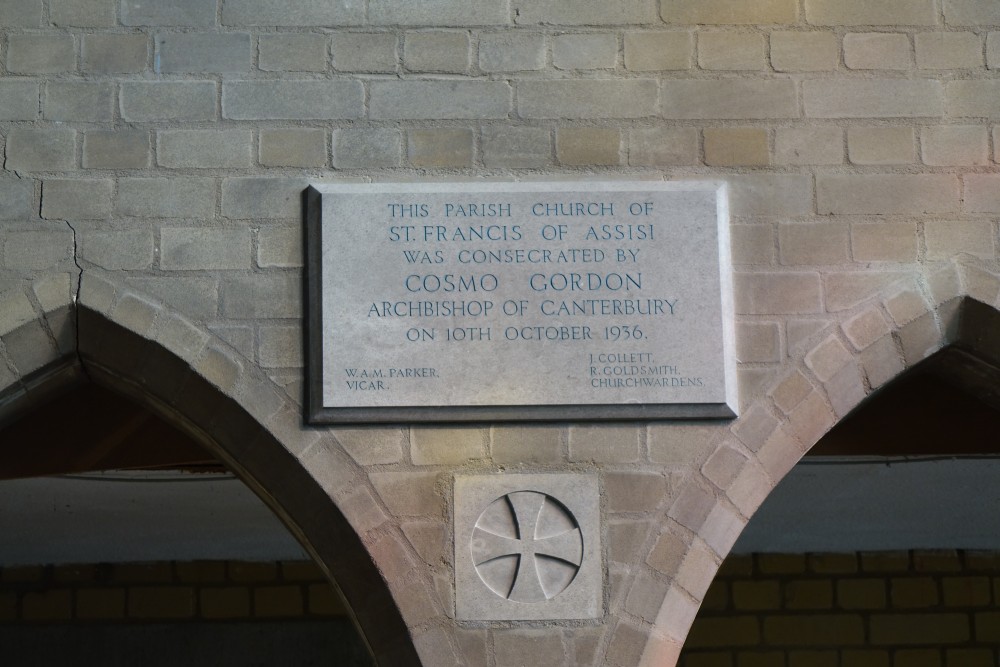 THIS PARISH CHURCH OF
ST. FRANCIS OF ASSISI
WAS CONSECRATED BY
COSMO GORDON
ARCHBISHOP OF CANTERBURY
ON 10TH OCTOBER 1936.
W.A.M. PARKER,
VICAR.
J. COLLETT,
R. GOLDSMITH,
CHURCHWARDENS.